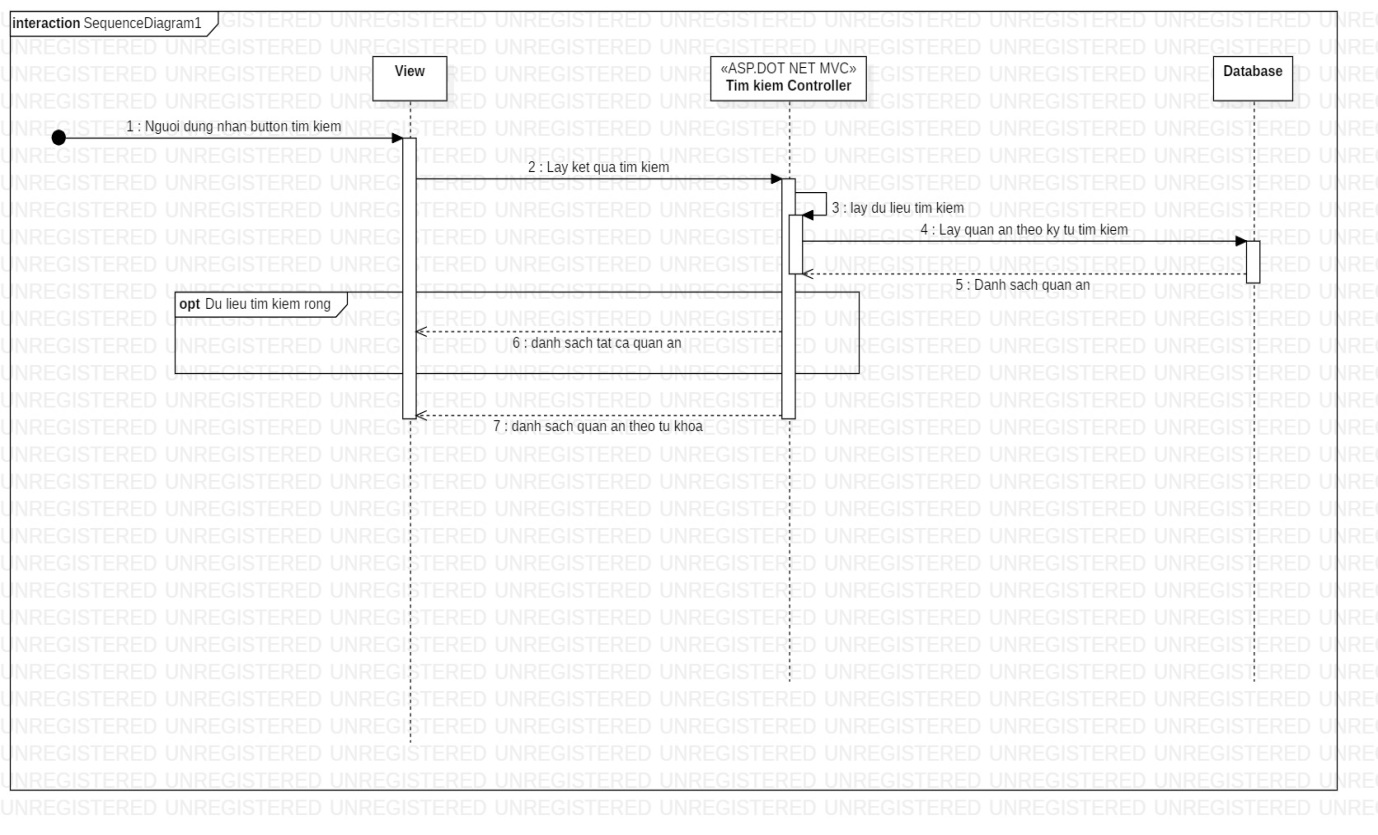 interaction SequenceDiagram1
View
«ASP.DOT NET MVC»
Tim kiem Controller
Database
1 : Nguoi dung nhan button tim kiem
2 : Lay ket qua tim kiem
3 : lay du lieu tim kiem
4 : Lay quan an theo ky tu tim kiem
5 : Danh sach quan an
opt Du lieu tim kiem rong
6 : danh sach tat ca quan an
7 : danh sach quan an theo tu khoa
UNREGISTERED